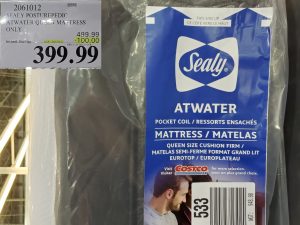 2061012
SEALY POSTUREPEDIC
ATWATER QUEEN MATTRESS
ONLY
499.99
-100.00
399.99
Sealy
ATWATER
POCKET COIL / RESSORTS ENSACHÉS
MATTRESS / MATELAS
QUEEN SIZE CUSHION FIRM /
MATELAS SEMI-FERME FORMAT GRAND LIT
EUROTOP / EUROPLATEAU
COSTCO
533